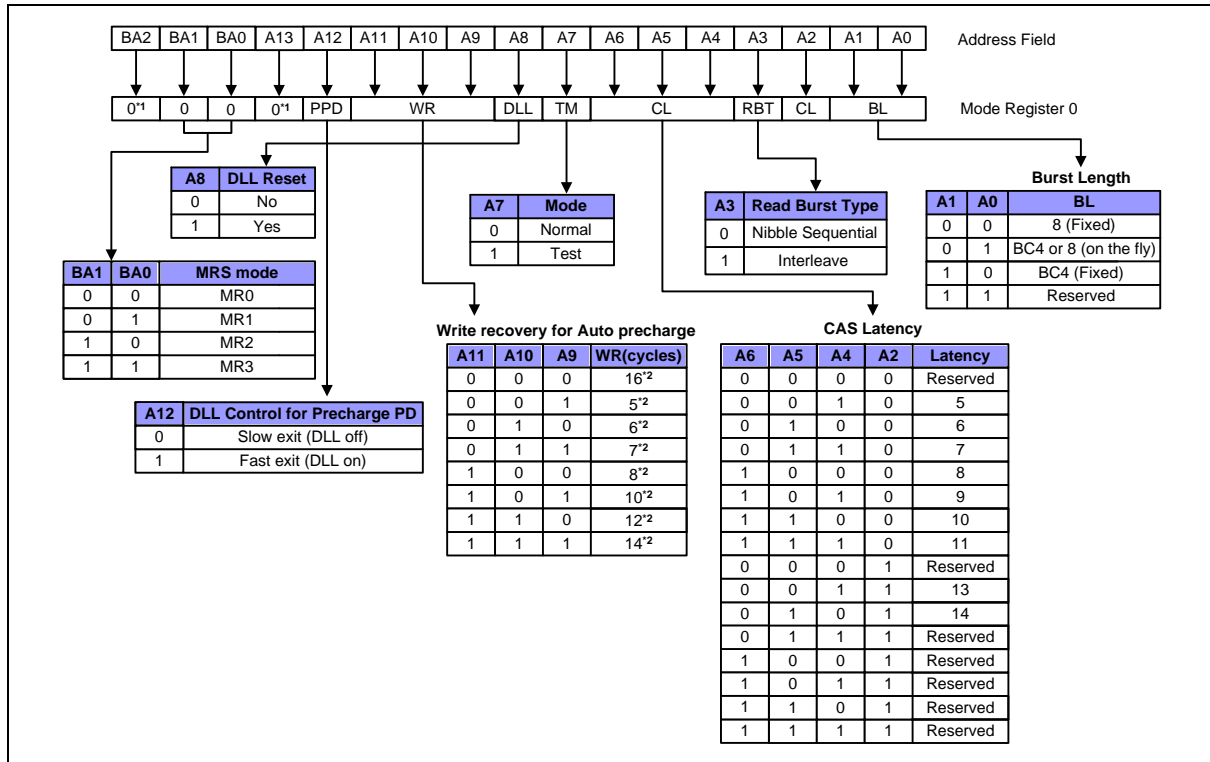 BA2 BA1 BA0 A13 A12 A11 A10 A9 A8 A7 A6 A5 A4 A3 A2 A1 A0 Address Field
0*1 0 0 0*1 PPD WR DLL TM CL RBT CL BL Mode Register 0
A8 DLL Reset
0 No
1 Yes
A7 Mode
0 Normal
1 Test
A3 Read Burst Type
0 Nibble Sequential
1 Interleave
Burst Length
A1 A0 BL
0 0 8 (Fixed)
0 1 BC4 or 8 (on the fly)
1 0 BC4 (Fixed)
1 1 Reserved
BA1 BA0 MRS mode
0 0 MR0
0 1 MR1
1 0 MR2
1 1 MR3
A12 DLL Control for Precharge PD
0 Slow exit (DLL off)
1 Fast exit (DLL on)
Write recovery for Auto precharge
A11 A10 A9 WR(cycles)
0 0 0 16*2
0 0 1 5*2
0 1 0 6*2
0 1 1 7*2
1 0 0 8*2
1 0 1 10*2
1 1 0 12*2
1 1 1 14*2
CAS Latency
A6 A5 A4 A2 Latency
0 0 0 0 Reserved
0 0 1 0 5
0 1 0 0 6
0 1 1 0 7
1 0 0 0 8
1 0 1 0 9
1 1 0 0 10
1 1 1 0 11
0 0 0 1 Reserved
0 0 1 1 13
0 1 0 1 14
0 1 1 1 Reserved
1 0 0 1 Reserved
1 0 1 1 Reserved
1 1 0 1 Reserved
1 1 1 1 Reserved